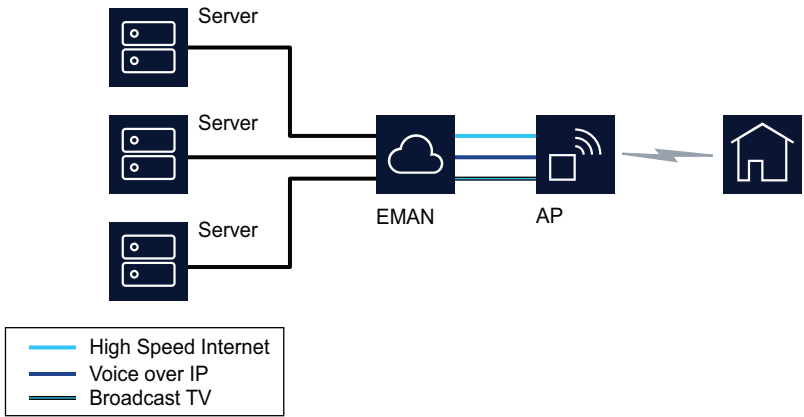 Server
Server
EMAN
AP
Server
High Speed Internet
Voice over IP
Broadcast TV